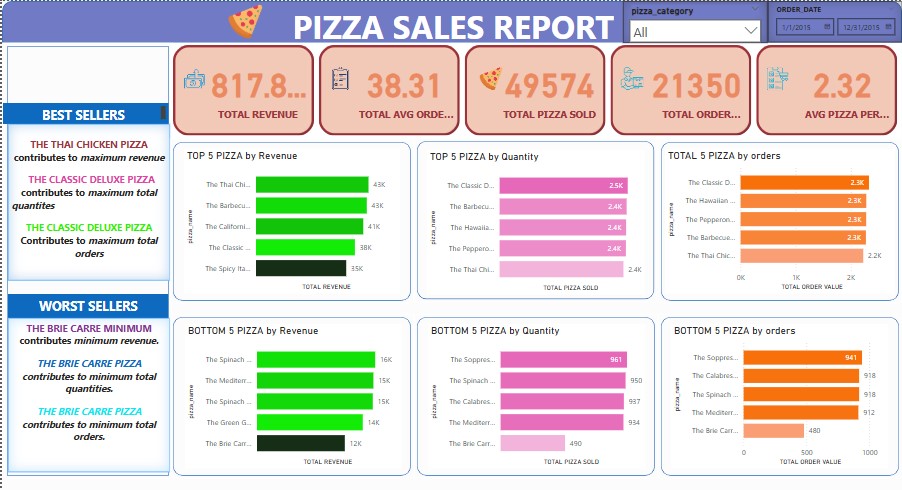 PIZZA SALES REPORT
pizza_category
All
ORDER_DATE
1/1/2015
12/31/2015
817.8...
TOTAL REVENUE
38.31
TOTAL AVG ORDE...
49574
TOTAL PIZZA SOLD
21350
TOTAL ORDER...
2.32
AVG PIZZA PER...
BEST SELLERS
THE THAI CHICKEN PIZZA
contributes to maximum revenue
THE CLASSIC DELUXE PIZZA
contributes to maximum total
quantites
THE CLASSIC DELUXE PIZZA
Contributes to maximum total
orders
WORST SELLERS
THE BRIE CARRE MINIMUM
contributes minimum revenue.
THE BRIE CARRE PIZZA
contributes to minimum total
quantities.
THE BRIE CARRE PIZZA
contributes to minimum total
orders.
TOP 5 PIZZA by Revenue
pizza_name
The Thai Chi... 43K
The Barbecu... 43K
The Californi... 41K
The Classic ... 38K
The Spicy Ita... 35K
TOTAL REVENUE
TOP 5 PIZZA by Quantity
pizza_name
The Classic D... 2.5K
The Barbecu... 2.4K
The Hawaiia... 2.4K
The Peppero... 2.4K
The Thai Chi... 2.4K
TOTAL PIZZA SOLD
TOTAL 5 PIZZA by orders
pizza_name
The Classic D... 2.3K
The Hawaiian ... 2.3K
The Pepperon... 2.3K
The Barbecue... 2.3K
The Thai Chic... 2.2K
0K 1K 2K
TOTAL ORDER VALUE
BOTTOM 5 PIZZA by Revenue
pizza_name
The Spinach ... 16K
The Mediterr... 15K
The Spinach ... 15K
The Green G... 14K
The Brie Carr... 12K
TOTAL REVENUE
BOTTOM 5 PIZZA by Quantity
pizza_name
The Soppres... 961
The Spinach ... 950
The Calabres... 937
The Mediterr... 934
The Brie Carr... 490
TOTAL PIZZA SOLD
BOTTOM 5 PIZZA by orders
pizza_name
The Soppres... 941
The Calabres... 918
The Spinach ... 918
The Mediterr... 912
The Brie Carr... 480
0 500 1000
TOTAL ORDER VALUE